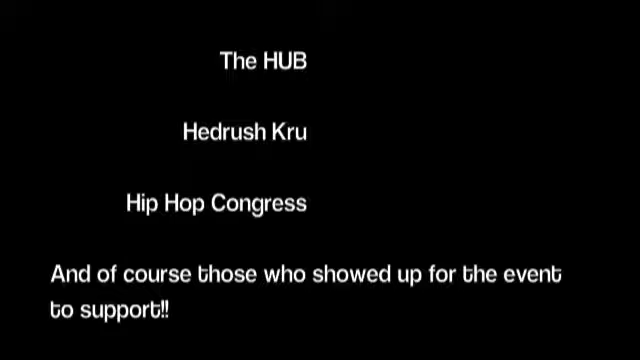 The HUB
Hedrush Kru
Hip Hop Congress
And of course those who showed up for the event
to support!!